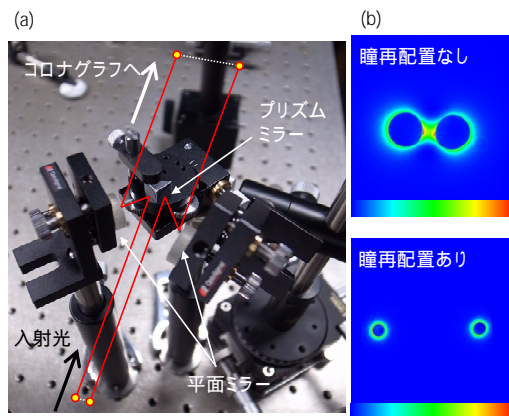 (a)
コロナグラフへ
プリズム
ミラー
入射光
平面ミラー
(b)
瞳再配置なし
瞳再配置あり